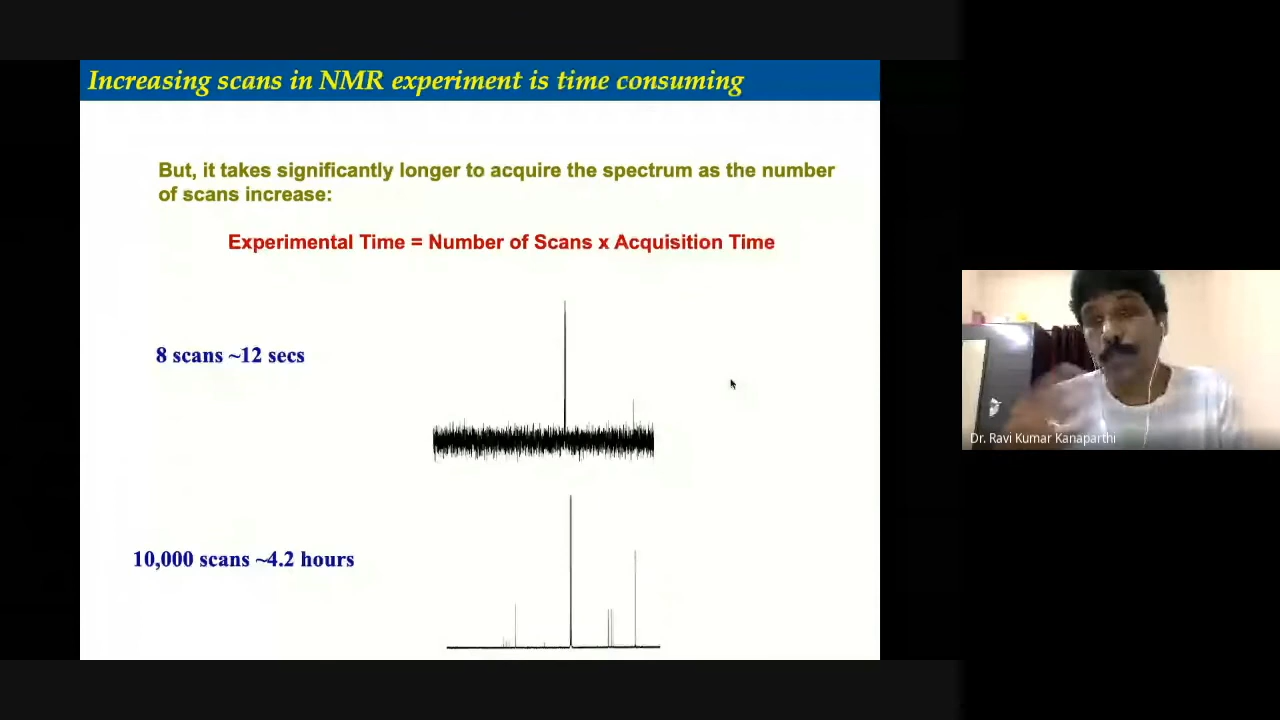 Increasing scans in NMR experiment is time consuming
But, it takes significantly longer to acquire the spectrum as the number
of scans increase:
Experimental Time = Number of Scans x Acquisition Time
8 scans ~12 secs
10,000 scans ~4.2 hours
Dr. Ravi Kumar Kanaparthi